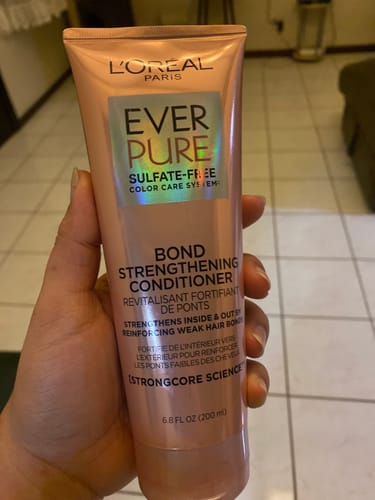 L'ORÉAL
PARIS
EVER
PURE
SULFATE-FREE
COLOR CARE SYSTEM
BOND
STRENGTHENING
CONDITIONER
REVITALISANT FORTIFIANT
DE PONTS
STRENGTHENS INSIDE & OUT BY
REINFORCING WEAK HAIR BONDS
FORTIFIE DE L'INTÉRIEUR VERS
L'EXTÉRIEUR POUR RENFORCER
LES PONTS FAIBLES DES CHEVEUX
[STRONGCORE SCIENCE]
6.8 FL OZ (200 ml)